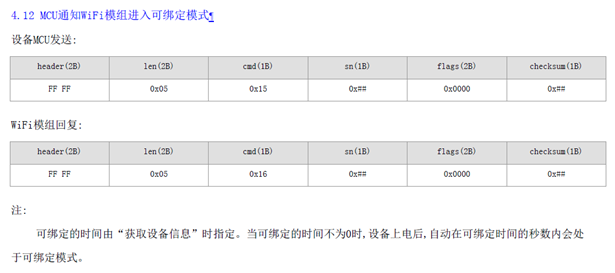 4.12 MCU通知WiFi模组进入可绑定模式¶
设备MCU发送:
header(2B) len(2B) cmd(1B) sn(1B) flags(2B) checksum(1B)
FF FF 0x05 0x15 0x## 0x0000 0x##
WiFi模组回复:
header(2B) len(2B) cmd(1B) sn(1B) flags(2B) checksum(1B)
FF FF 0x05 0x16 0x## 0x0000 0x##
注:
可绑定的时间由“获取设备信息”时指定。当可绑定的时间不为0时,设备上电后,自动在可绑定时间的秒数内会处
于可绑定模式。